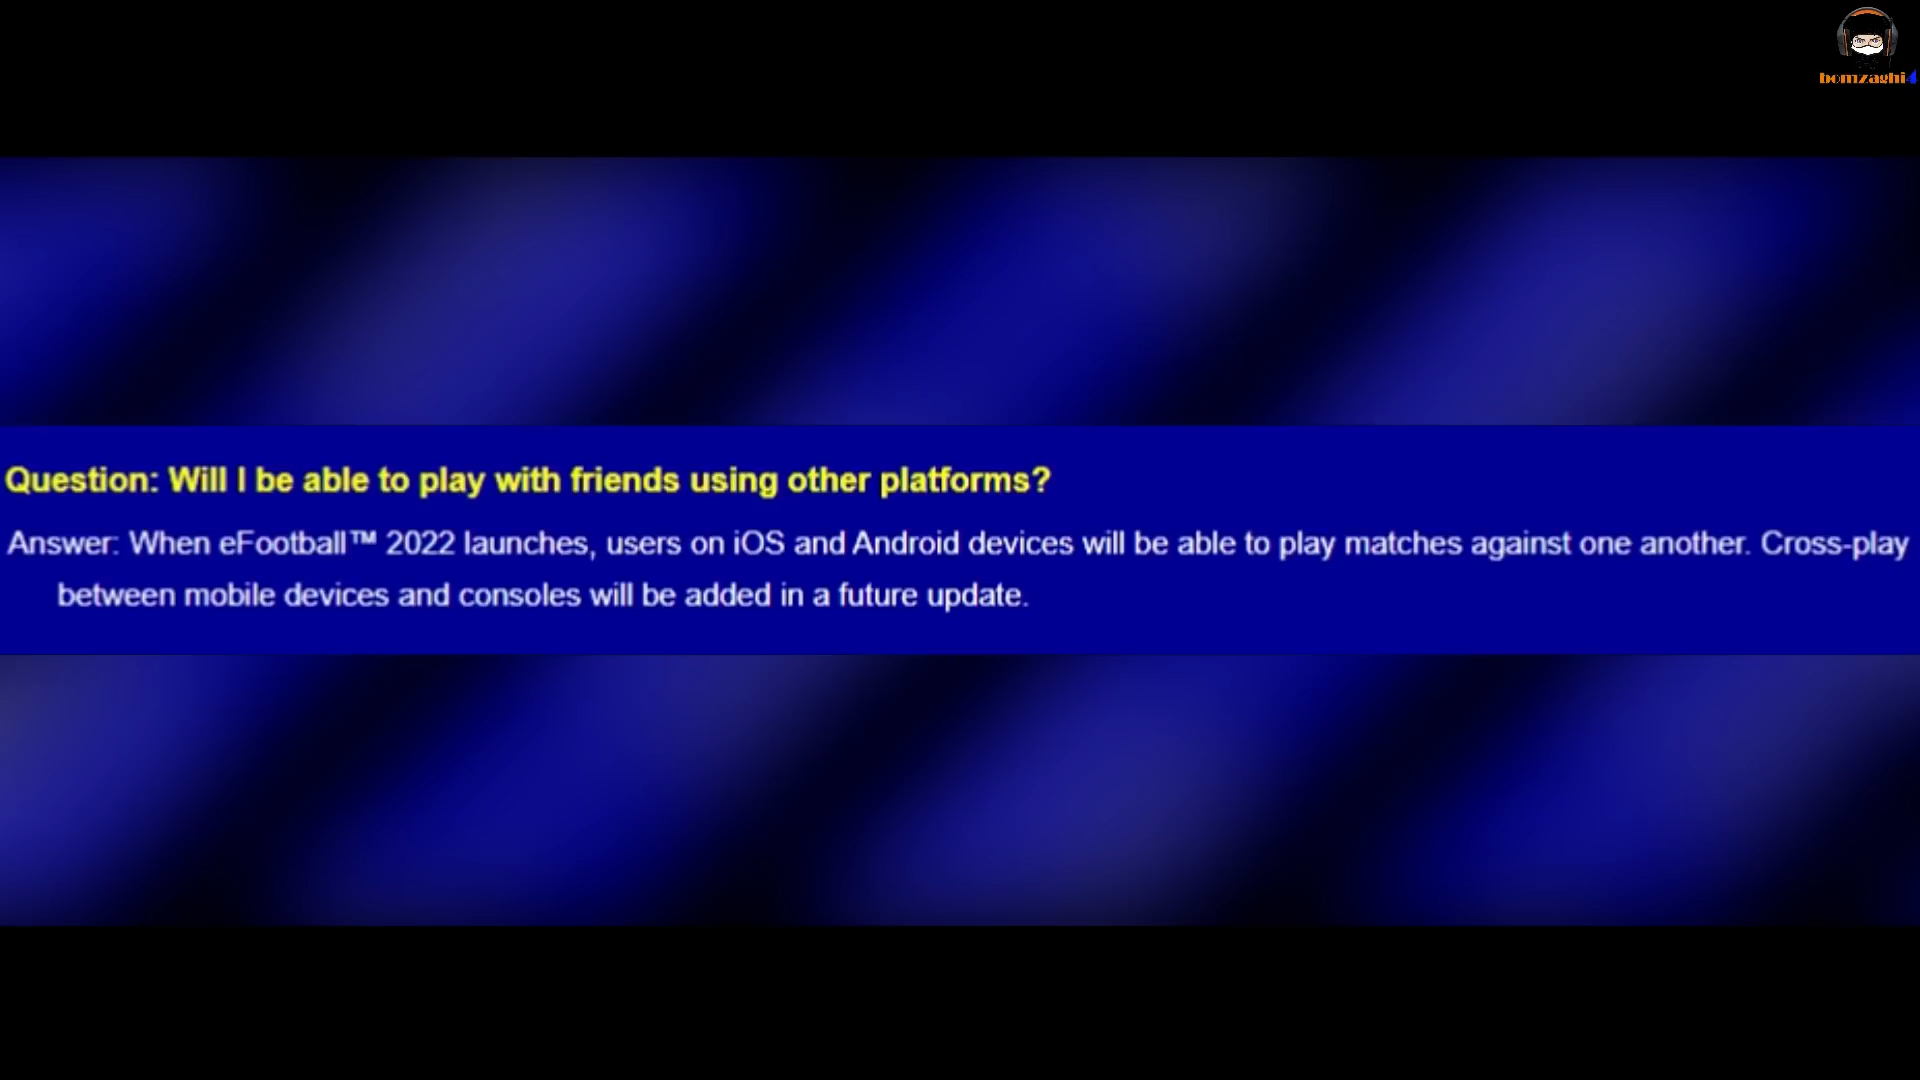 bomzaghi4
Question: Will I be able to play with friends using other platforms?
Answer: When eFootball™ 2022 launches, users on iOS and Android devices will be able to play matches against one another. Cross-play
between mobile devices and consoles will be added in a future update.